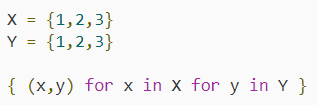 X = {1,2,3}
Y = {1,2,3}
{ (x,y) for x in X for y in Y }